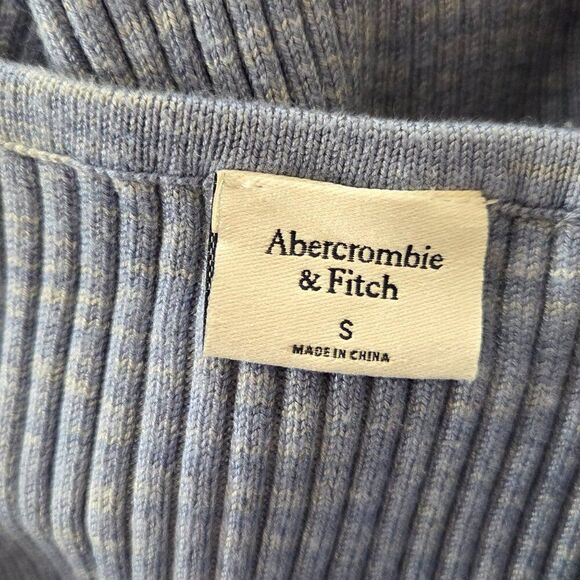 Abercrombie
& Fitch
S
MADE IN CHINA